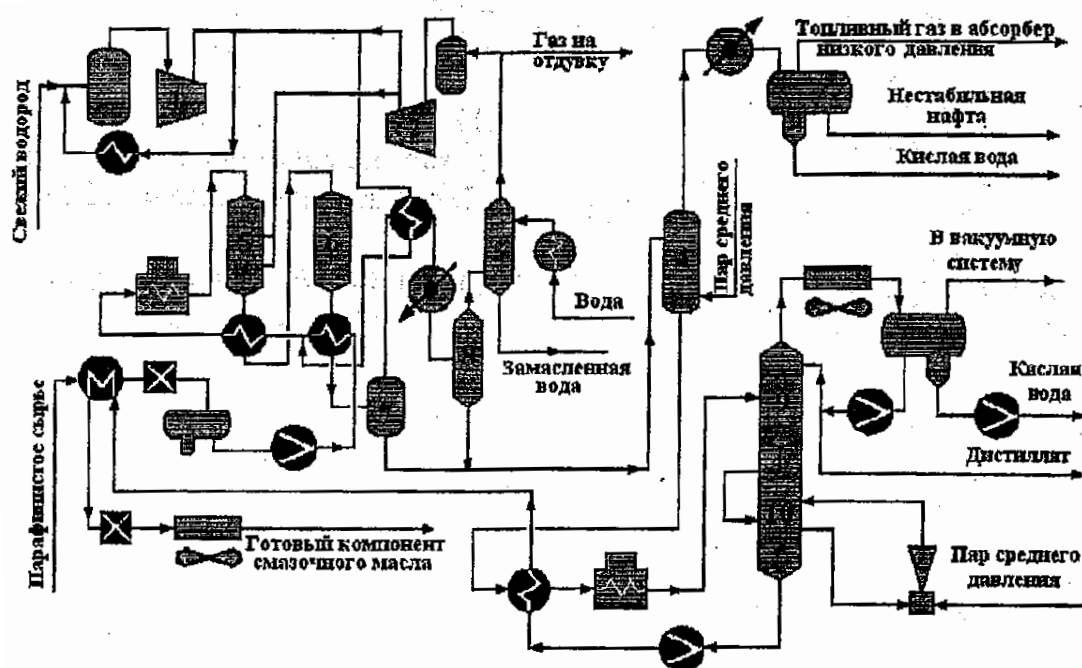 Топливный газ в абсорбер
низкого давления
Газ на
отдувку
Нестабильная
нафта
Кислая вода
Свежий водород
Пар среднего
давления
В вакуумную
систему
Вода
Замасленная
вода
Кислая
вода
Парафинистое сырье
Дистиллят
Готовый компонент
смазочного масла
Пар среднего
давления